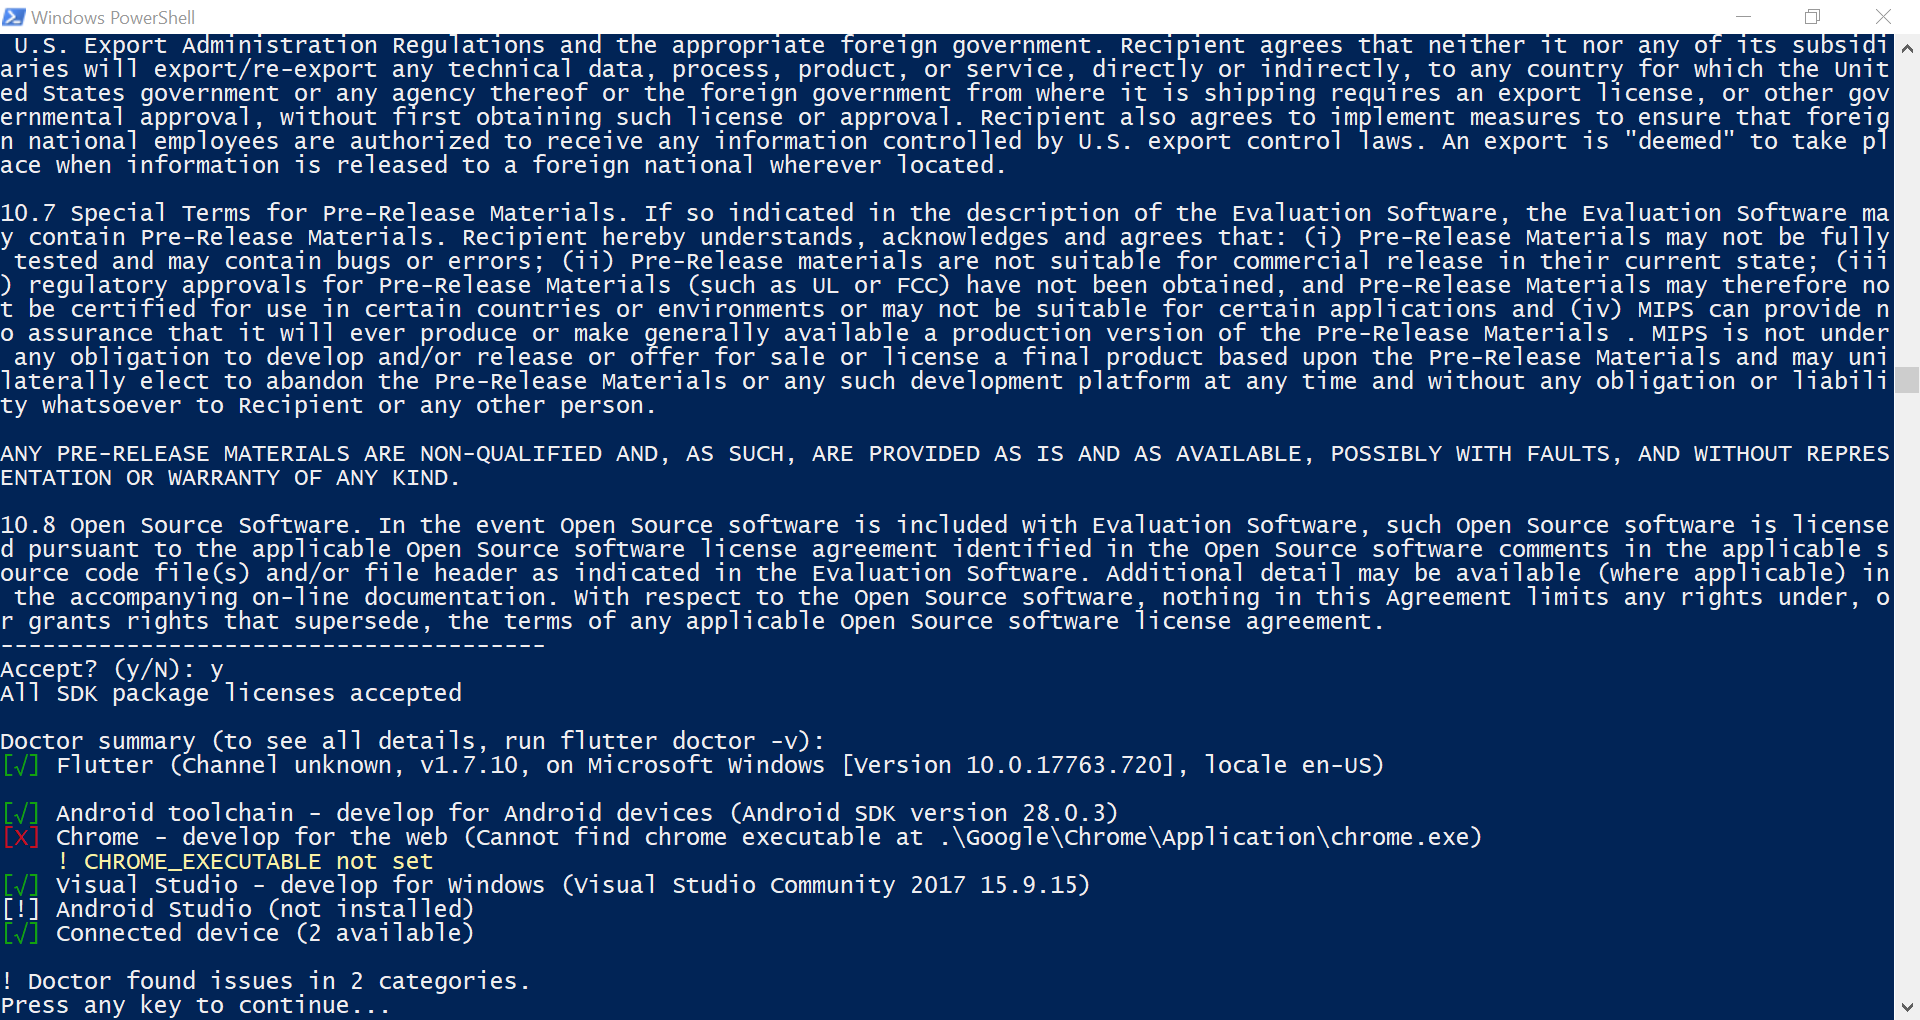 Windows PowerShell
 U.S. Export Administration Regulations and the appropriate foreign government. Recipient agrees that neither it nor any of its subsidi
aries will export/re-export any technical data, process, product, or service, directly or indirectly, to any country for which the Unit
ed States government or any agency thereof or the foreign government from where it is shipping requires an export license, or other gov
ernmental approval, without first obtaining such license or approval. Recipient also agrees to implement measures to ensure that foreig
n national employees are authorized to receive any information controlled by U.S. export control laws. An export is "deemed" to take pl
ace when information is released to a foreign national wherever located.

10.7 Special Terms for Pre-Release Materials. If so indicated in the description of the Evaluation Software, the Evaluation Software ma
y contain Pre-Release Materials. Recipient hereby understands, acknowledges and agrees that: (i) Pre-Release Materials may not be fully
 tested and may contain bugs or errors; (ii) Pre-Release materials are not suitable for commercial release in their current state; (iii
) regulatory approvals for Pre-Release Materials (such as UL or FCC) have not been obtained, and Pre-Release Materials may therefore no
t be certified for use in certain countries or environments or may not be suitable for certain applications and (iv) MIPS can provide n
o assurance that it will ever produce or make generally available a production version of the Pre-Release Materials . MIPS is not under
 any obligation to develop and/or release or offer for sale or license a final product based upon the Pre-Release Materials and may uni
laterally elect to abandon the Pre-Release Materials or any such development platform at any time and without any obligation or liabili
ty whatsoever to Recipient or any other person.

ANY PRE-RELEASE MATERIALS ARE NON-QUALIFIED AND, AS SUCH, ARE PROVIDED AS IS AND AS AVAILABLE, POSSIBLY WITH FAULTS, AND WITHOUT REPRES
ENTATION OR WARRANTY OF ANY KIND.

10.8 Open Source Software. In the event Open Source software is included with Evaluation Software, such Open Source software is license
d pursuant to the applicable Open Source software license agreement identified in the Open Source software comments in the applicable s
ource code file(s) and/or file header as indicated in the Evaluation Software. Additional detail may be available (where applicable) in
 the accompanying on-line documentation. With respect to the Open Source software, nothing in this Agreement limits any rights under, o
r grants rights that supersede, the terms of any applicable Open Source software license agreement.
---------------------------------------
Accept? (y/N): y
All SDK package licenses accepted

Doctor summary (to see all details, run flutter doctor -v):
[√] Flutter (Channel unknown, v1.7.10, on Microsoft Windows [Version 10.0.17763.720], locale en-US)

[√] Android toolchain - develop for Android devices (Android SDK version 28.0.3)
[X] Chrome - develop for the web (Cannot find chrome executable at .\Google\Chrome\Application\chrome.exe)
    ! CHROME_EXECUTABLE not set
[√] Visual Studio - develop for Windows (Visual Studio Community 2017 15.9.15)
[!] Android Studio (not installed)
[√] Connected device (2 available)

! Doctor found issues in 2 categories.
Press any key to continue...